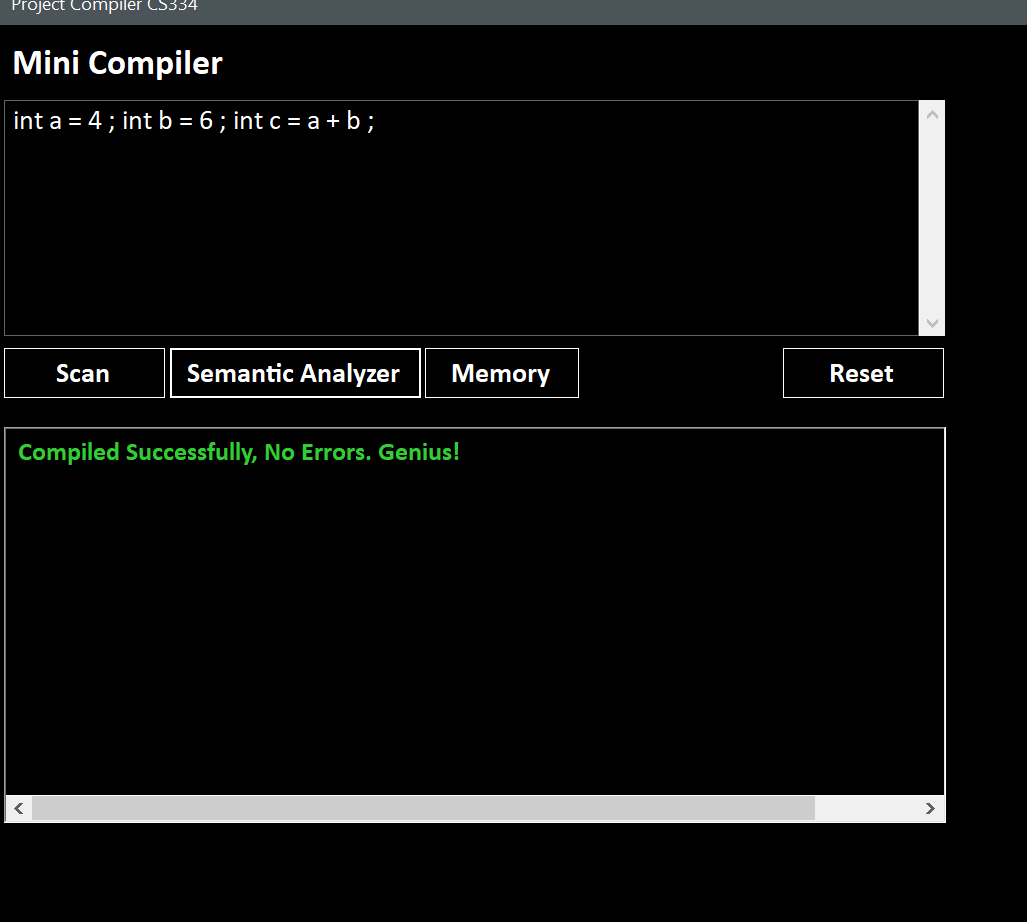 Project Compiler CS334
Mini Compiler
int a = 4 ; int b = 6 ; int c = a + b ;
Scan
Semantic Analyzer
Memory
Reset
Compiled Successfully, No Errors. Genius!